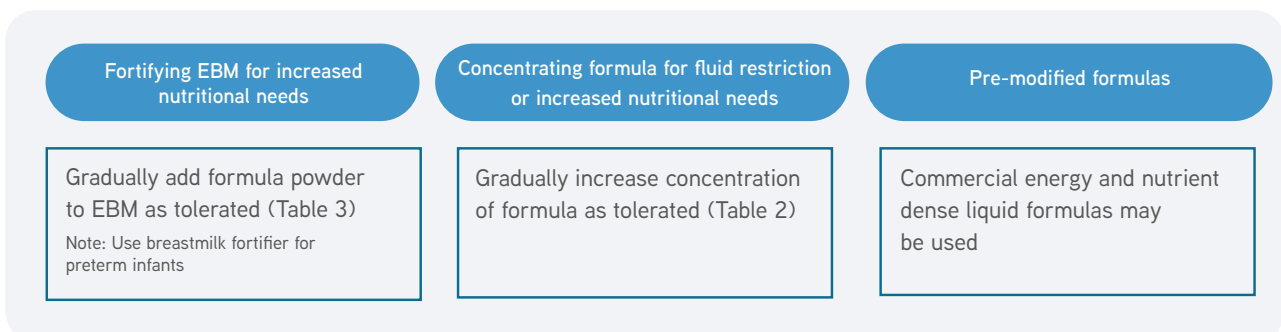 Fortifying EBM for increased
nutritional needs
Concentrating formula for fluid restriction
or increased nutritional needs
Pre-modified formulas
Gradually add formula powder
to EBM as tolerated (Table 3)
Note: Use breastmilk fortifier for
preterm infants
Gradually increase concentration
of formula as tolerated (Table 2)
Commercial energy and nutrient
dense liquid formulas may
be used